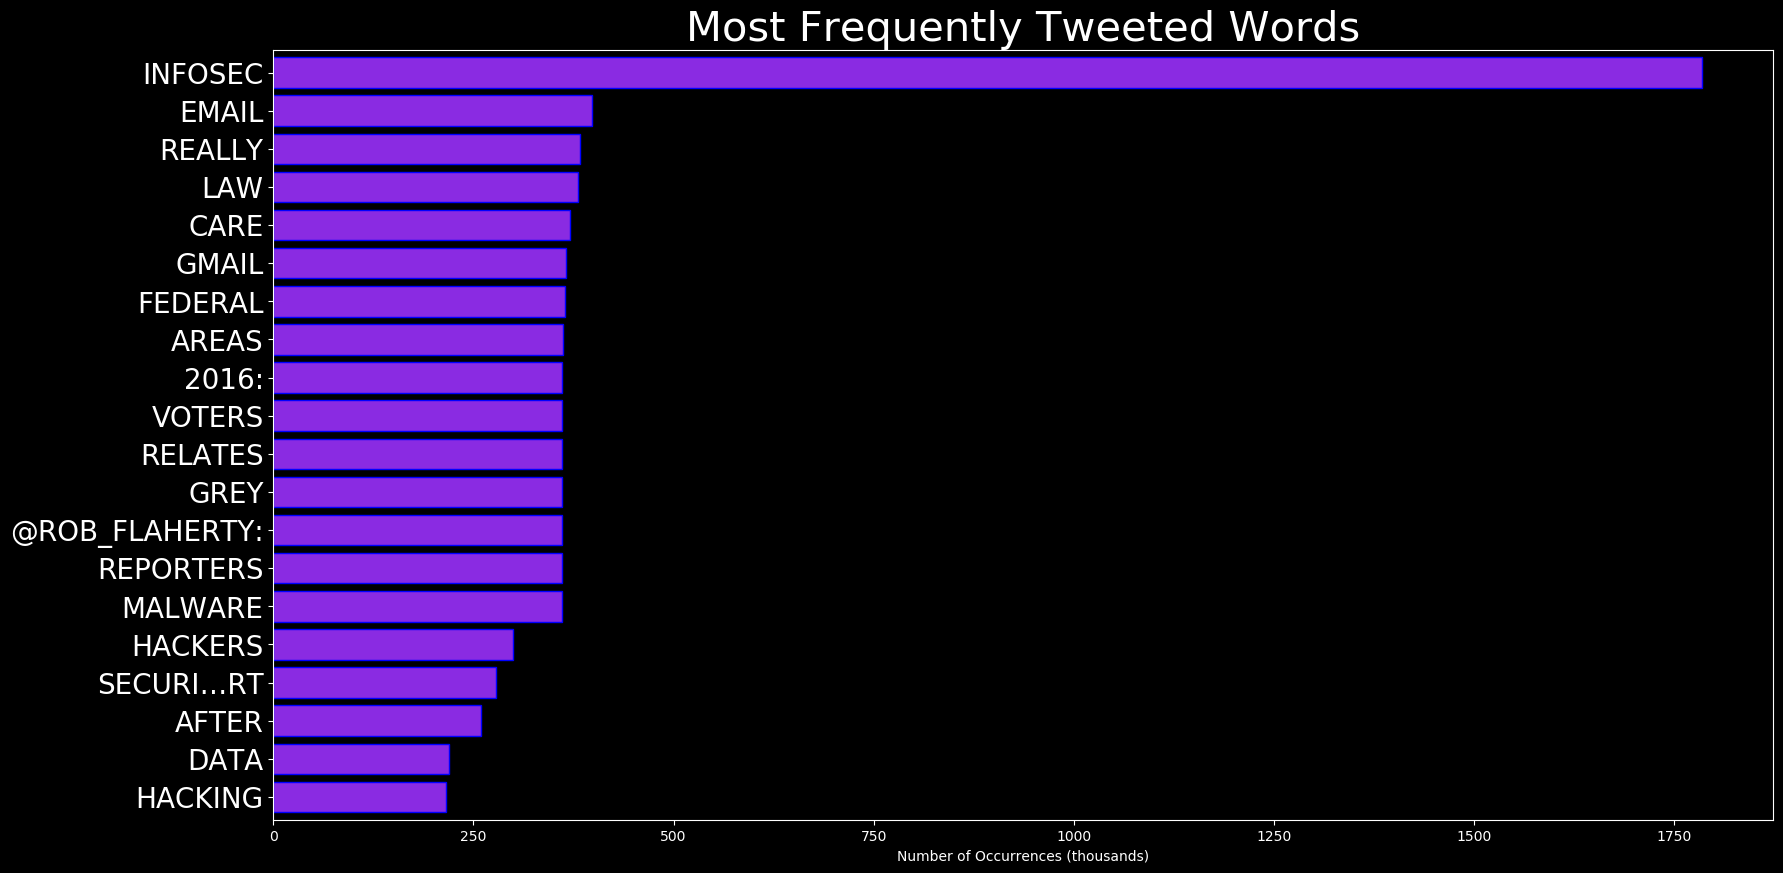 Most Frequently Tweeted Words
INFOSEC
EMAIL
REALLY
LAW
CARE
GMAIL
FEDERAL
AREAS
2016:
VOTERS
RELATES
GREY
@ROB_FLAHERTY:
REPORTERS
MALWARE
HACKERS
SECURI…RT
AFTER
DATA
HACKING
0 250 500 750 1000 1250 1500 1750
Number of Occurrences (thousands)